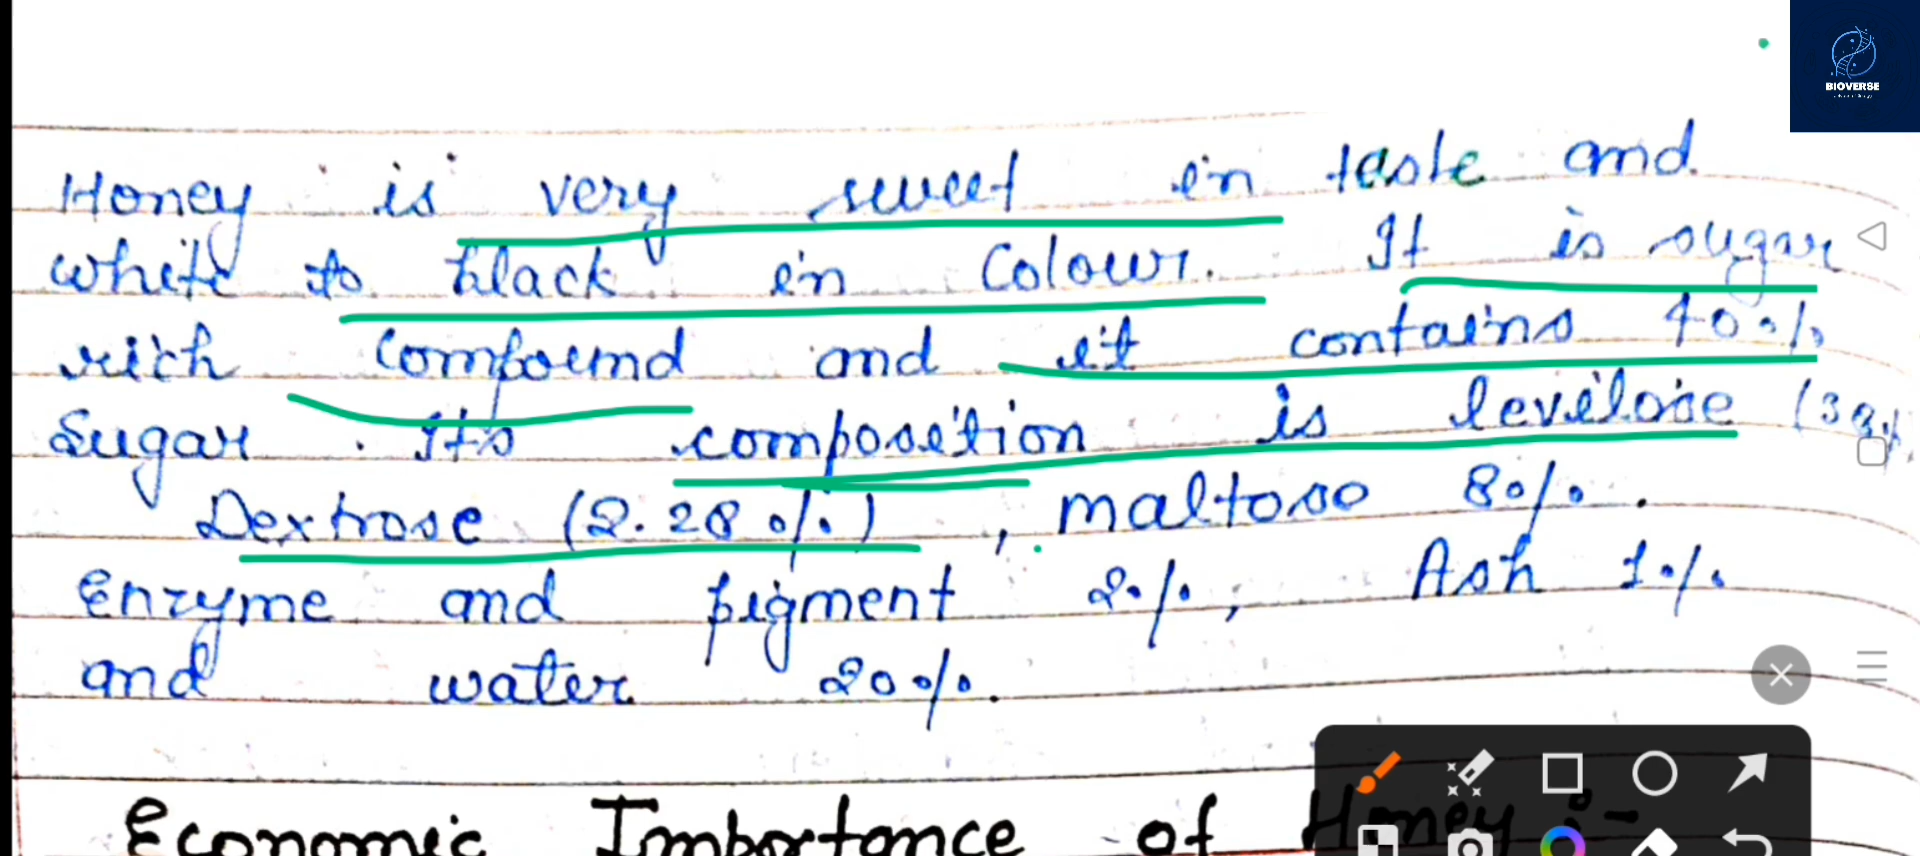 BIOVERSE
Honey is very sweet in taste and
white to black in Colour. It is sugar
rich compound and it contains 40%
Sugar. Its composition is levelose
Dextrose (2.28%), maltose 8%.
Enzyme and pigment 2%, Ash 1%
and water 20%.
Economic Importance of Honey :-